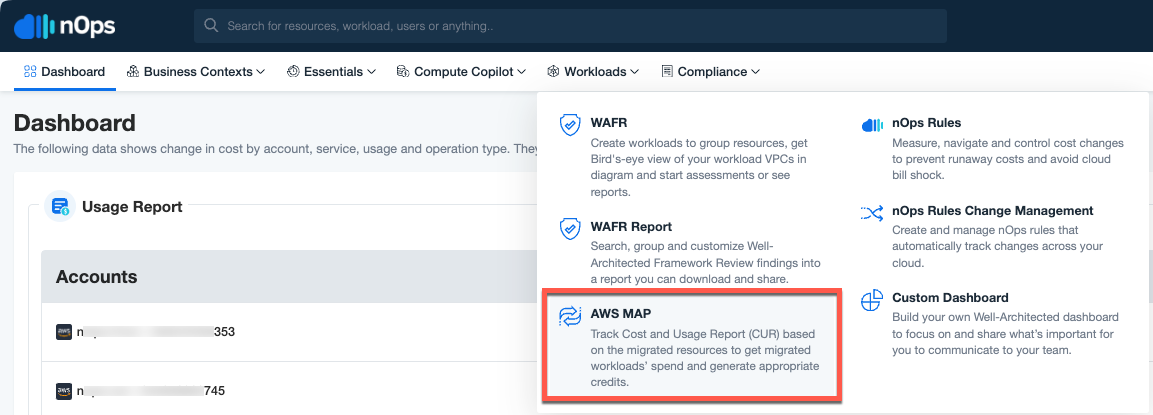 nOps
Search for resources, workload, users or anything..
Dashboard
Business Contexts
Essentials
Compute Copilot
Workloads
Compliance
Dashboard
The following data shows change in cost by account, service, usage and operation type. They
Usage Report
Accounts
aws
n
353
aws
n
745
WAFR
Create workloads to group resources, get
Bird's-eye view of your workload VPCs in
diagram and start assessments or see
reports.
WAFR Report
Search, group and customize Well-
Architected Framework Review findings into
a report you can download and share.
AWS MAP
Track Cost and Usage Report (CUR) based
on the migrated resources to get migrated
workloads’ spend and generate appropriate
credits.
nOps Rules
Measure, navigate and control cost changes
to prevent runaway costs and avoid cloud
bill shock.
nOps Rules Change Management
Create and manage nOps rules that
automatically track changes across your
cloud.
Custom Dashboard
Build your own Well-Architected dashboard
to focus on and share what’s important for
you to communicate to your team.